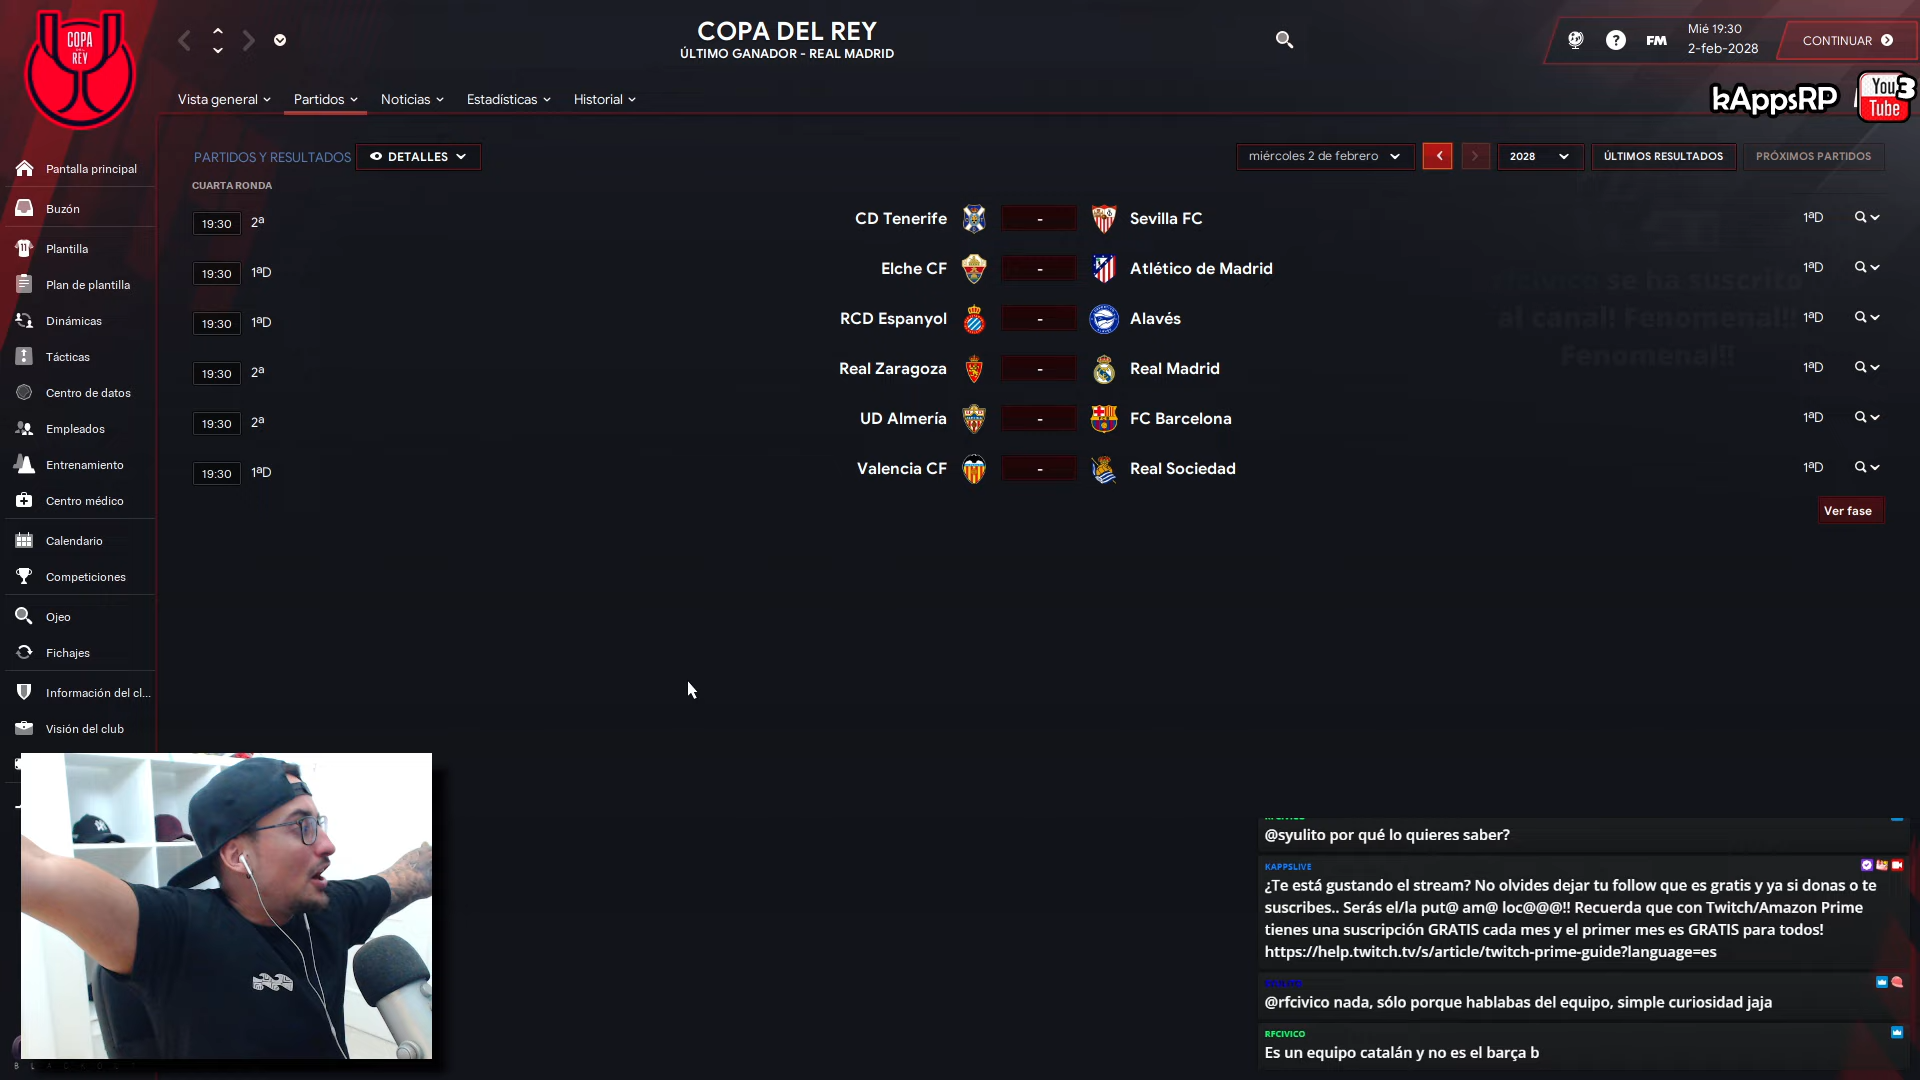 COPA DEL REY
COPA DEL REY
ÚLTIMO GANADOR - REAL MADRID
Mié 19:30
2-feb-2028
CONTINUAR
FM
?
kAppsRP
You Tube
3
Vista general
Partidos
Noticias
Estadísticas
Historial
PARTIDOS Y RESULTADOS
DETALLES
miércoles 2 de febrero
2028
ÚLTIMOS RESULTADOS
PRÓXIMOS PARTIDOS
CUARTA RONDA
19:30 2ª CD Tenerife - Sevilla FC 1ªD
19:30 1ªD Elche CF - Atlético de Madrid 1ªD
19:30 1ªD RCD Espanyol - Alavés 1ªD
19:30 2ª Real Zaragoza - Real Madrid 1ªD
19:30 2ª UD Almería - FC Barcelona 1ªD
19:30 1ªD Valencia CF - Real Sociedad 1ªD
Ver fase
se ha suscrito
al canal! Fenomenal!!
Fenomenal!!
Pantalla principal
Buzón
Plantilla
Plan de plantilla
Dinámicas
Tácticas
Centro de datos
Empleados
Entrenamiento
Centro médico
Calendario
Competiciones
Ojeo
Fichajes
Información del cl...
Visión del club
@syulito por qué lo quieres saber?
KAPPSLIVE
¿Te está gustando el stream? No olvides dejar tu follow que es gratis y ya si donas o te
suscribes.. Serás el/la put@ am@ loc@@@!! Recuerda que con Twitch/Amazon Prime
tienes una suscripción GRATIS cada mes y el primer mes es GRATIS para todos!
https://help.twitch.tv/s/article/twitch-prime-guide?language=es
@rfcivico nada, sólo porque hablabas del equipo, simple curiosidad jaja
RFCIVICO
Es un equipo catalán y no es el barça b